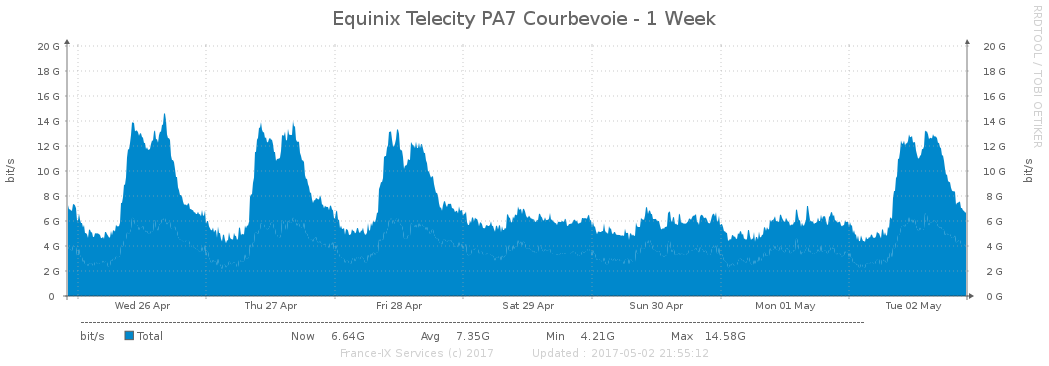 Equinix Telecity PA7 Courbevoie - 1 Week
RRDTOOL / TOBI OETIKER
20 G 20 G
18 G 18 G
16 G 16 G
14 G 14 G
12 G 12 G
10 G 10 G
8 G 8 G
6 G 6 G
4 G 4 G
2 G 2 G
0 0 G
bit/s bit/s
Wed 26 Apr Thu 27 Apr Fri 28 Apr Sat 29 Apr Sun 30 Apr Mon 01 May Tue 02 May
bit/s Total Now 6.64G Avg 7.35G Min 4.21G Max 14.58G
France-IX Services (c) 2017 Updated : 2017-05-02 21:55:12